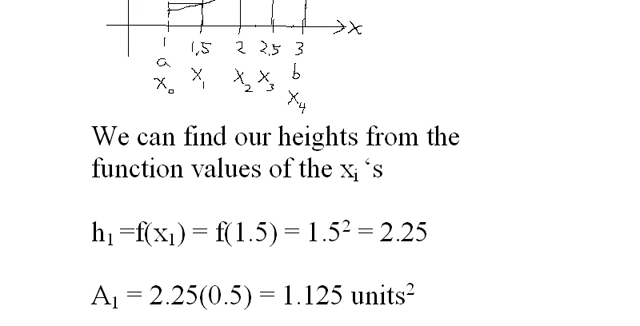 x
1 1,5 2 2,5 3
a b
x₀ x₁ x₂ x₃ x₄
We can find our heights from the
function values of the xᵢ ‘s
h₁ =f(x₁) = f(1.5) = 1.5² = 2.25
A₁ = 2.25(0.5) = 1.125 units²